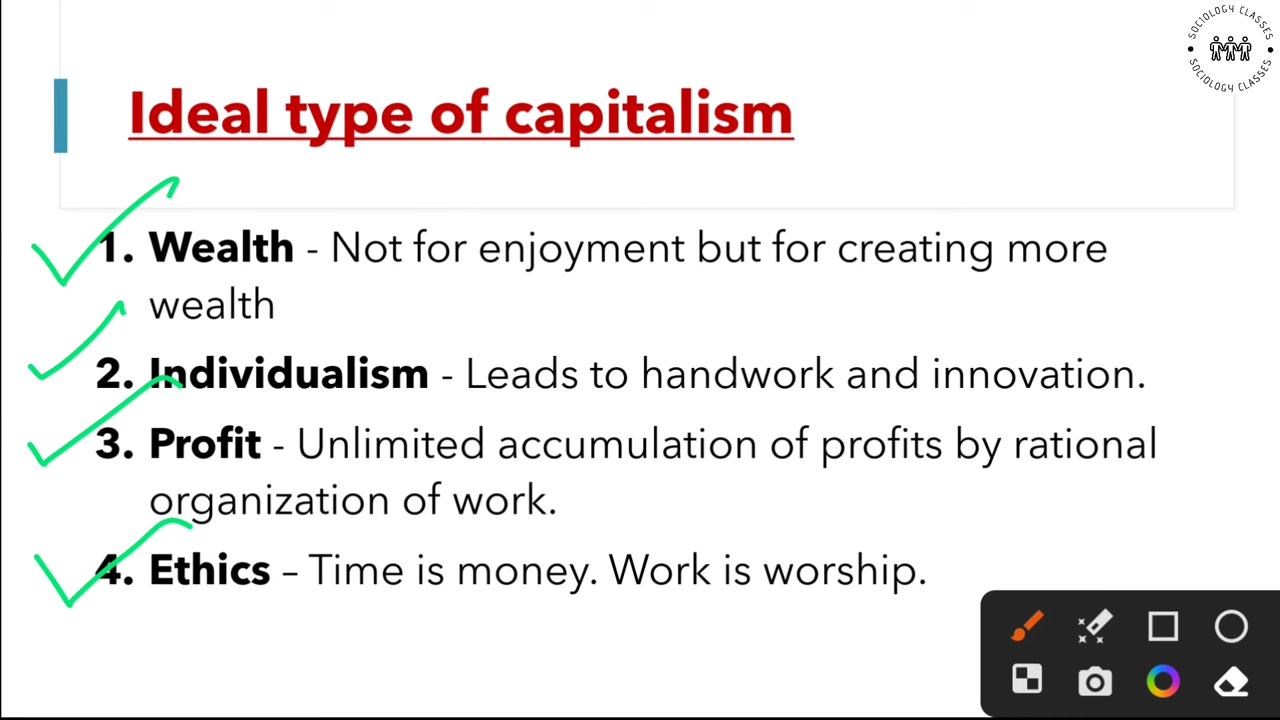 SOCIOLOGY CLASSES
SOCIOLOGY CLASSES
Ideal type of capitalism
1. Wealth - Not for enjoyment but for creating more
wealth
2. Individualism - Leads to handwork and innovation.
3. Profit - Unlimited accumulation of profits by rational
organization of work.
4. Ethics – Time is money. Work is worship.